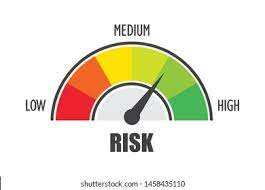 MEDIUM
LOW
HIGH
RISK
shutterstock.com · 1458435110